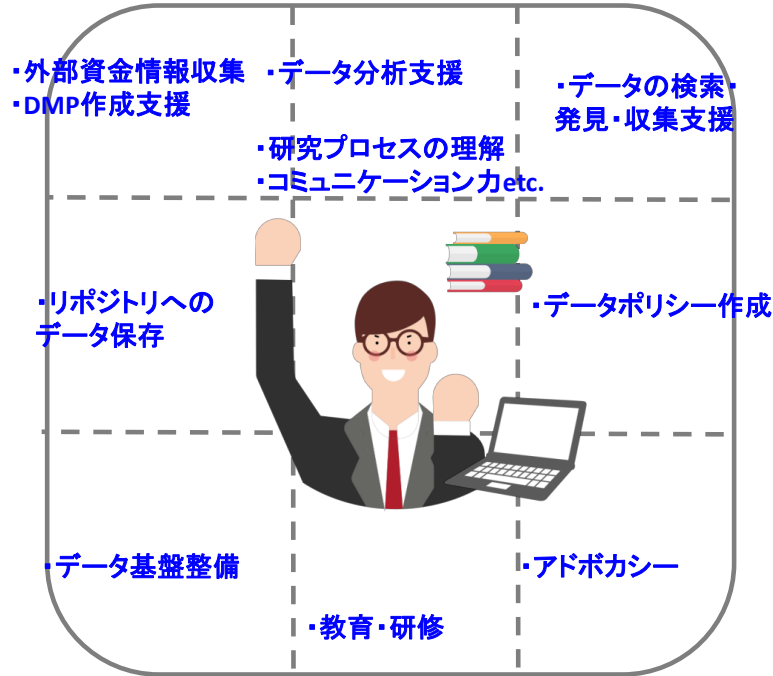 ・外部資金情報収集
・DMP作成支援
・データ分析支援
・研究プロセスの理解
・コミュニケーション力etc.
・データの検索・
発見・収集支援
・リポジトリへの
データ保存
・データポリシー作成
・データ基盤整備
・教育・研修
・アドボカシー